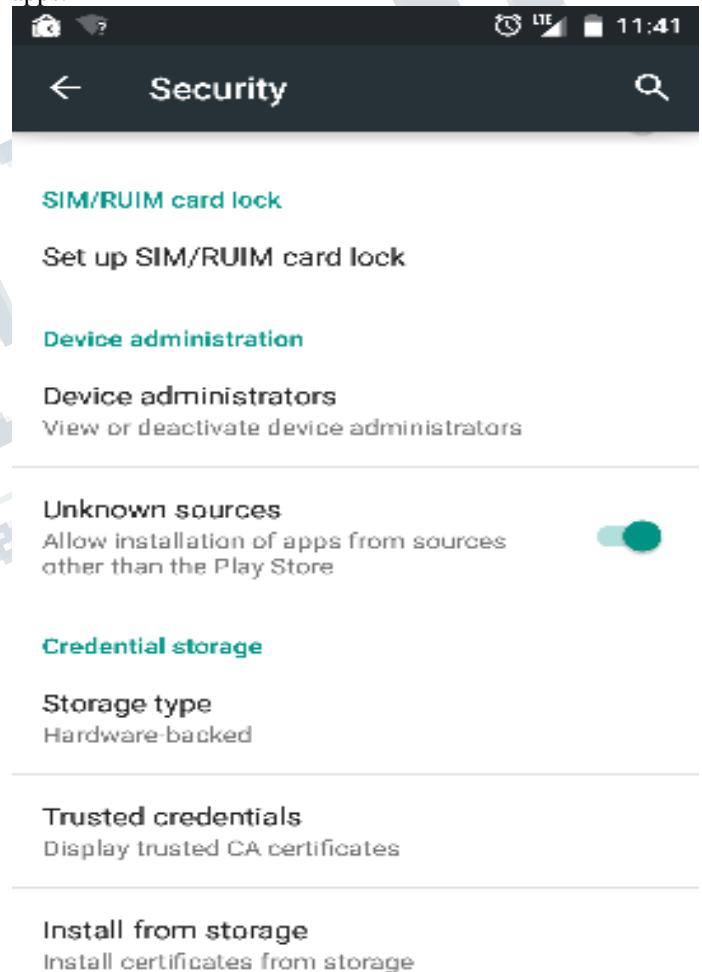 LTE 11:41
Security
SIM/RUIM card lock
Set up SIM/RUIM card lock
Device administration
Device administrators
View or deactivate device administrators
Unknown sources
Allow installation of apps from sources
other than the Play Store
Credential storage
Storage type
Hardware-backed
Trusted credentials
Display trusted CA certificates
Install from storage
Install certificates from storage